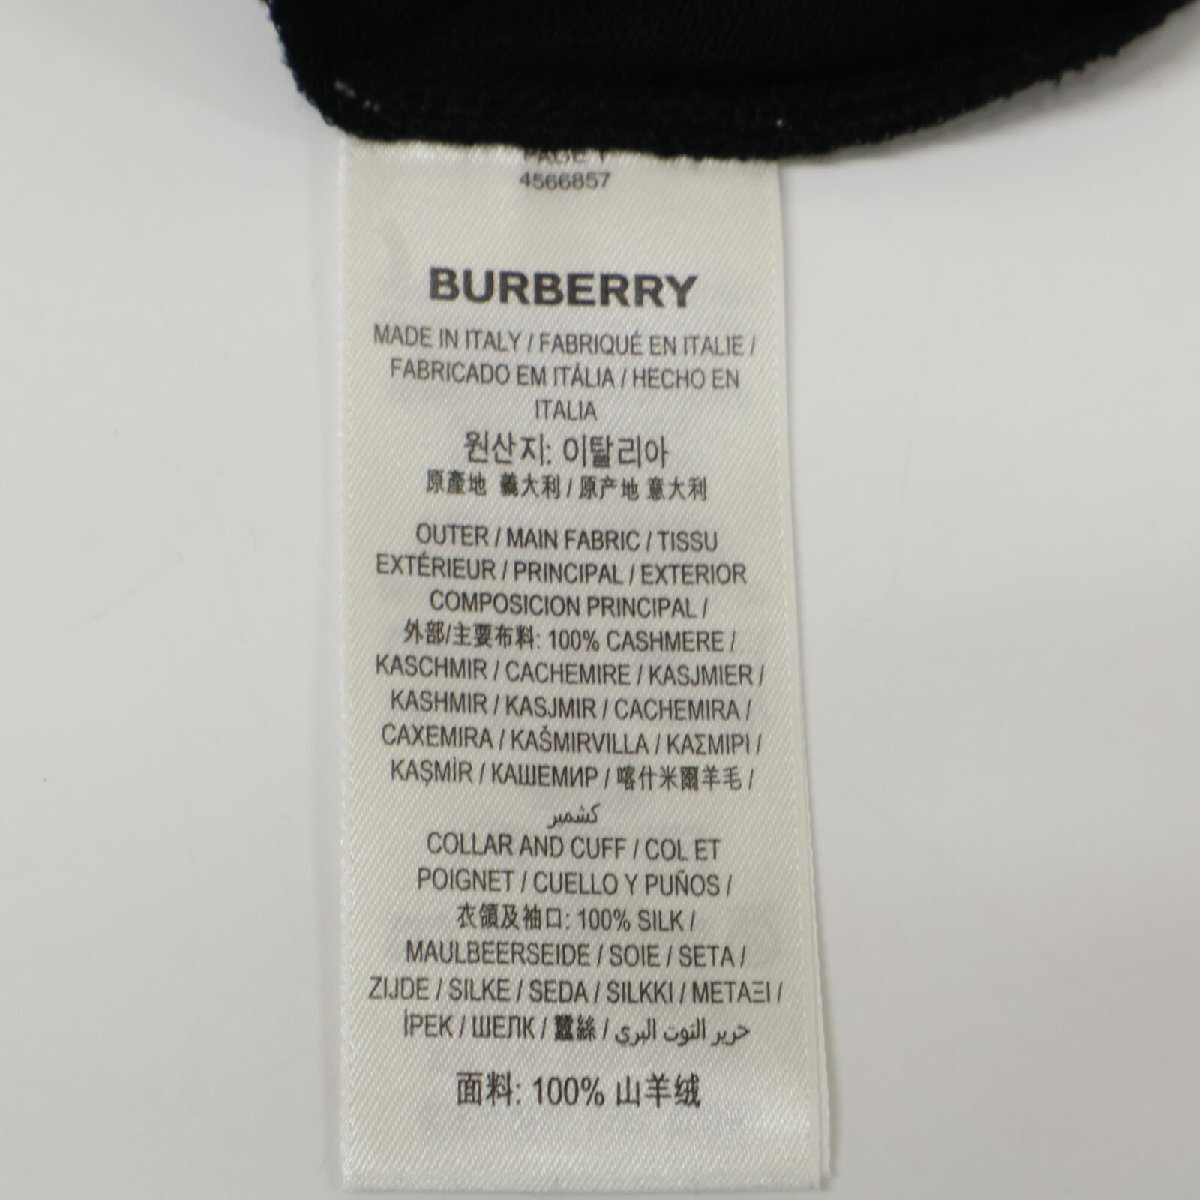 PAGE 1
4566857
BURBERRY
MADE IN ITALY / FABRIQUÉ EN ITALIE /
FABRICADO EM ITÁLIA / HECHO EN
ITALIA
원산지: 이탈리아
原產地 義大利 / 原产地 意大利
OUTER / MAIN FABRIC / TISSU
EXTÉRIEUR / PRINCIPAL / EXTERIOR
COMPOSICION PRINCIPAL /
外部/主要布料: 100% CASHMERE /
KASCHMIR / CACHEMIRE / KASJMIER /
KASHMIR / KASJMIR / CACHEMIRA /
CAXEMIRA / KAŠMIRVILLA / ΚΑΣΜΙΡΙ /
KAŞMİR / КАШЕМИР / 喀什米爾羊毛 /
كشمير
COLLAR AND CUFF / COL ET
POIGNET / CUELLO Y PUÑOS /
衣領及袖口: 100% SILK /
MAULBEERSEIDE / SOIE / SETA /
ZIJDE / SILKE / SEDA / SILKKI / ΜΕΤΑΞΙ /
İPEK / ШЕЛК / 蠶絲 / حرير التوت البري
面料: 100% 山羊绒